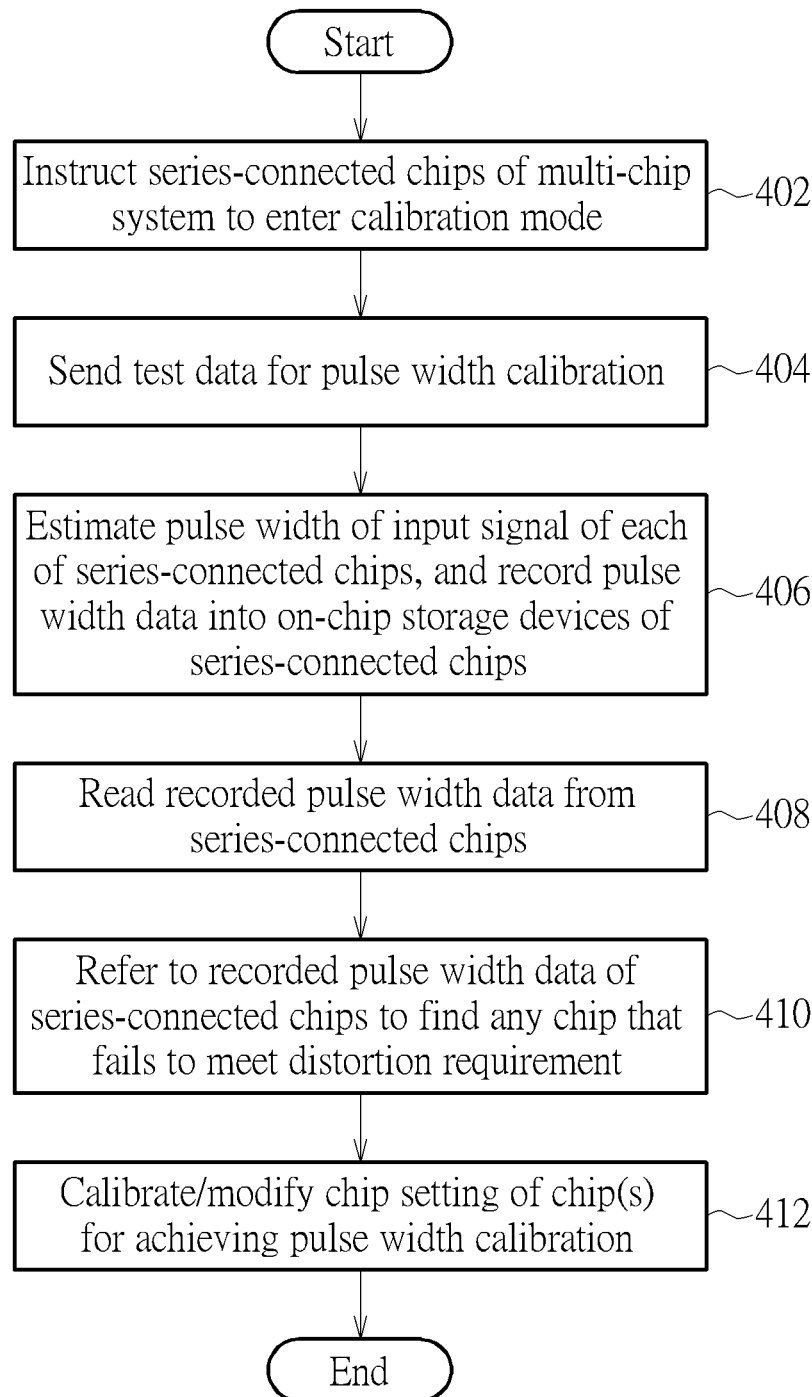 Start
Instruct series-connected chips of multi-chip
system to enter calibration mode
402
Send test data for pulse width calibration
404
Estimate pulse width of input signal of each
of series-connected chips, and record pulse
width data into on-chip storage devices of
series-connected chips
406
Read recorded pulse width data from
series-connected chips
408
Refer to recorded pulse width data of
series-connected chips to find any chip that
fails to meet distortion requirement
410
Calibrate/modify chip setting of chip(s)
for achieving pulse width calibration
412
End